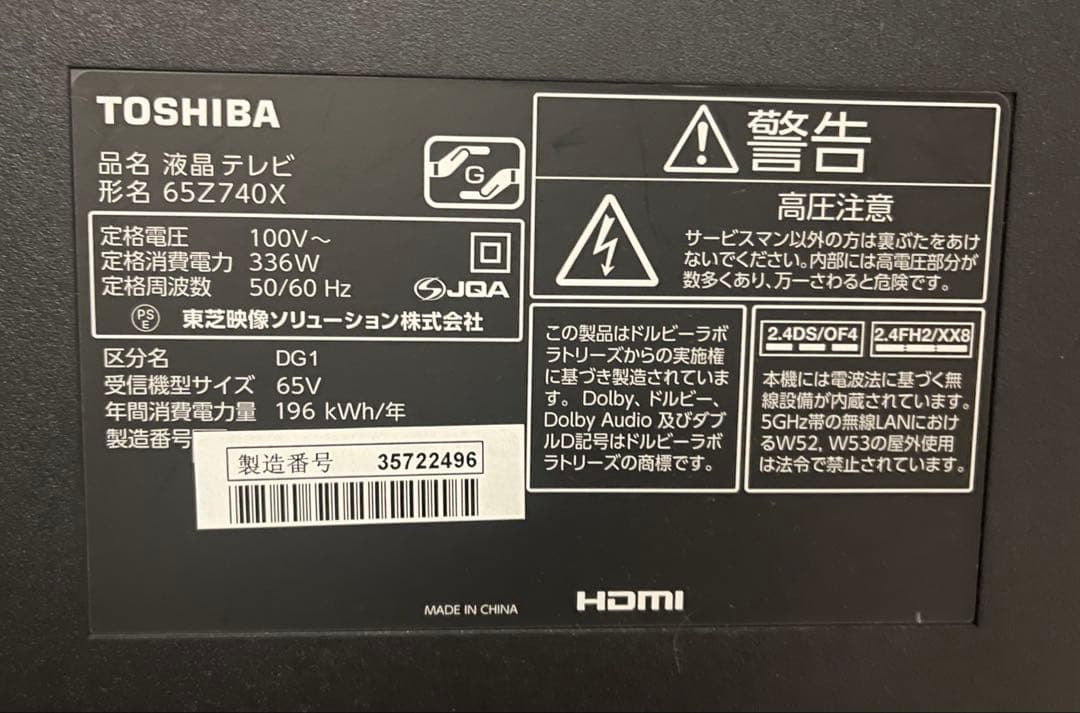 TOSHIBA
品名 液晶テレビ
形名 65Z740X
G
定格電圧 100V～
定格消費電力 336W
定格周波数 50/60 Hz
JQA
PS
E
東芝映像ソリューション株式会社
区分名 DG1
受信機型サイズ 65V
年間消費電力量 196 kWh/年
製造番号
製造番号 35722496
警告
高圧注意
サービスマン以外の方は裏ぶたをあけ
ないでください。内部には高電圧部分が
数多くあり、万一さわると危険です。
この製品はドルビーラボ
ラトリーズからの実施権
に基づき製造されていま
す。Dolby、ドルビー、
Dolby Audio 及びダブ
ルD記号はドルビーラボ
ラトリーズの商標です。
2.4DS/OF4 2.4FH2/XX8
本機には電波法に基づく無
線設備が内蔵されています。
5GHz帯の無線LANにおけ
るW52, W53の屋外使用
は法令で禁止されています。
MADE IN CHINA
HDMI